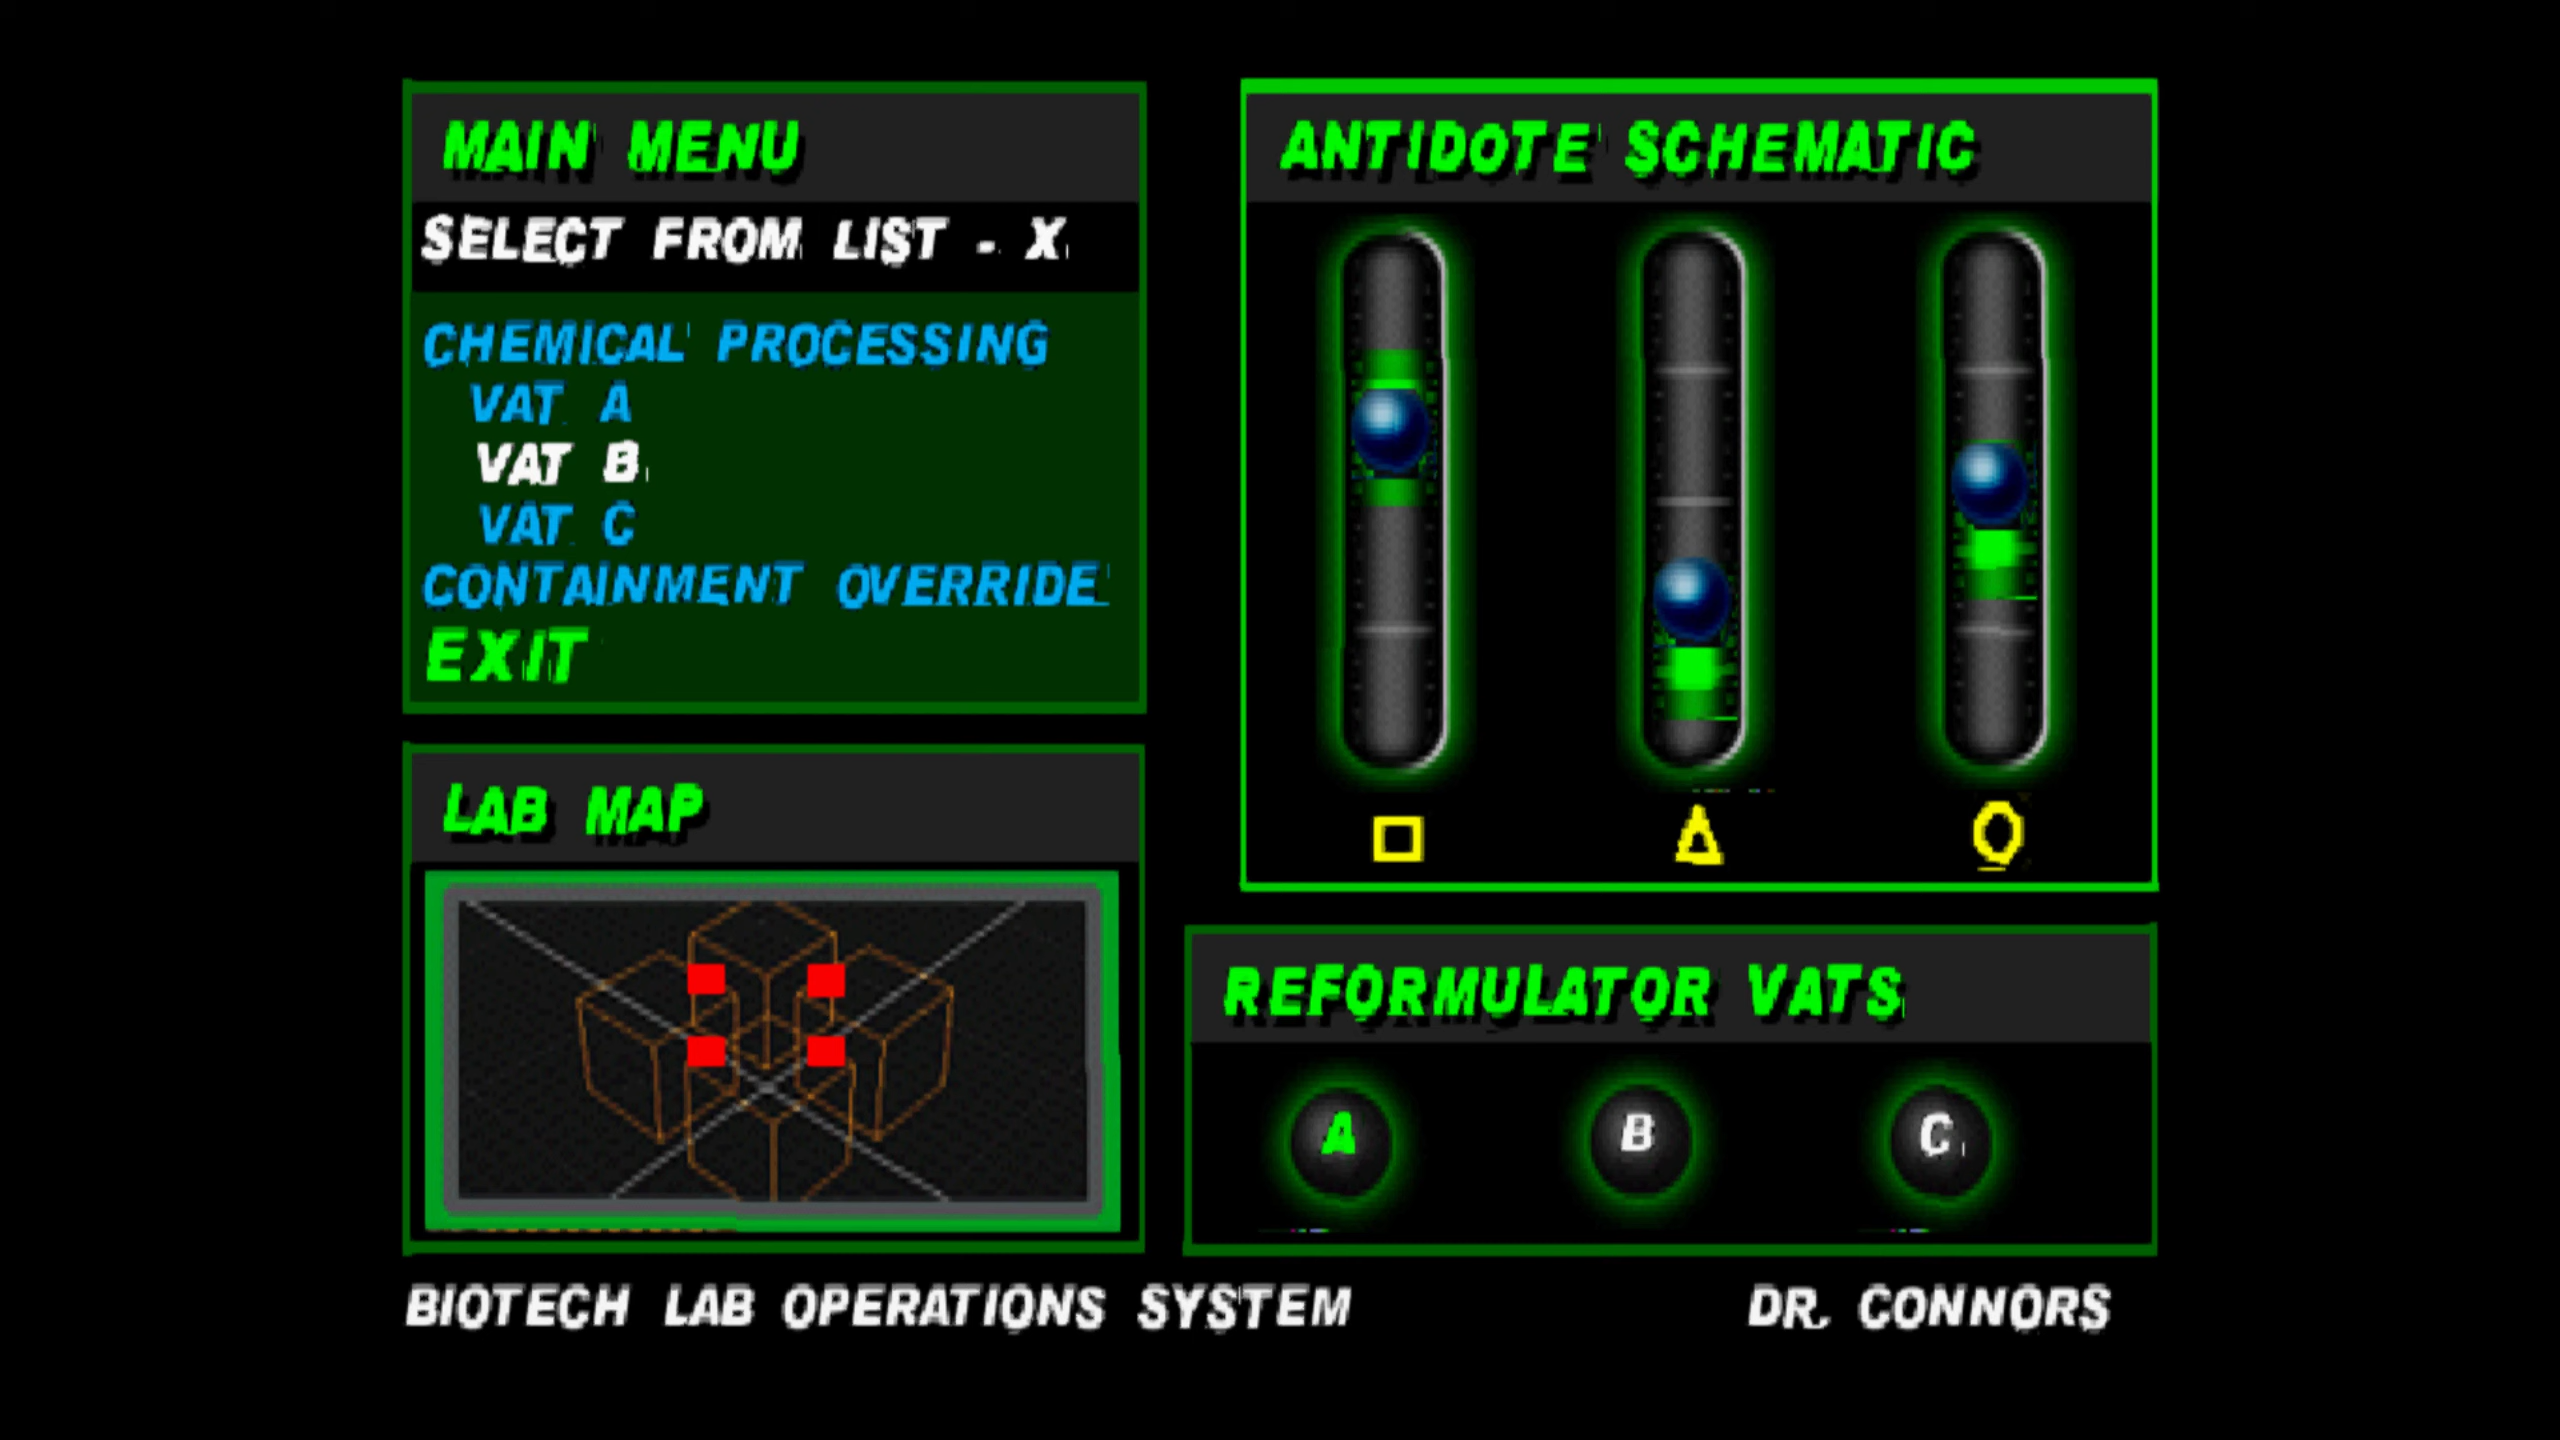 MAIN MENU
SELECT FROM LIST - X
CHEMICAL PROCESSING
VAT A
VAT B
VAT C
CONTAINMENT OVERRIDE
EXIT
LAB MAP
ANTIDOTE SCHEMATIC
REFORMULATOR VATS
A B C
BIOTECH LAB OPERATIONS SYSTEM
DR. CONNORS